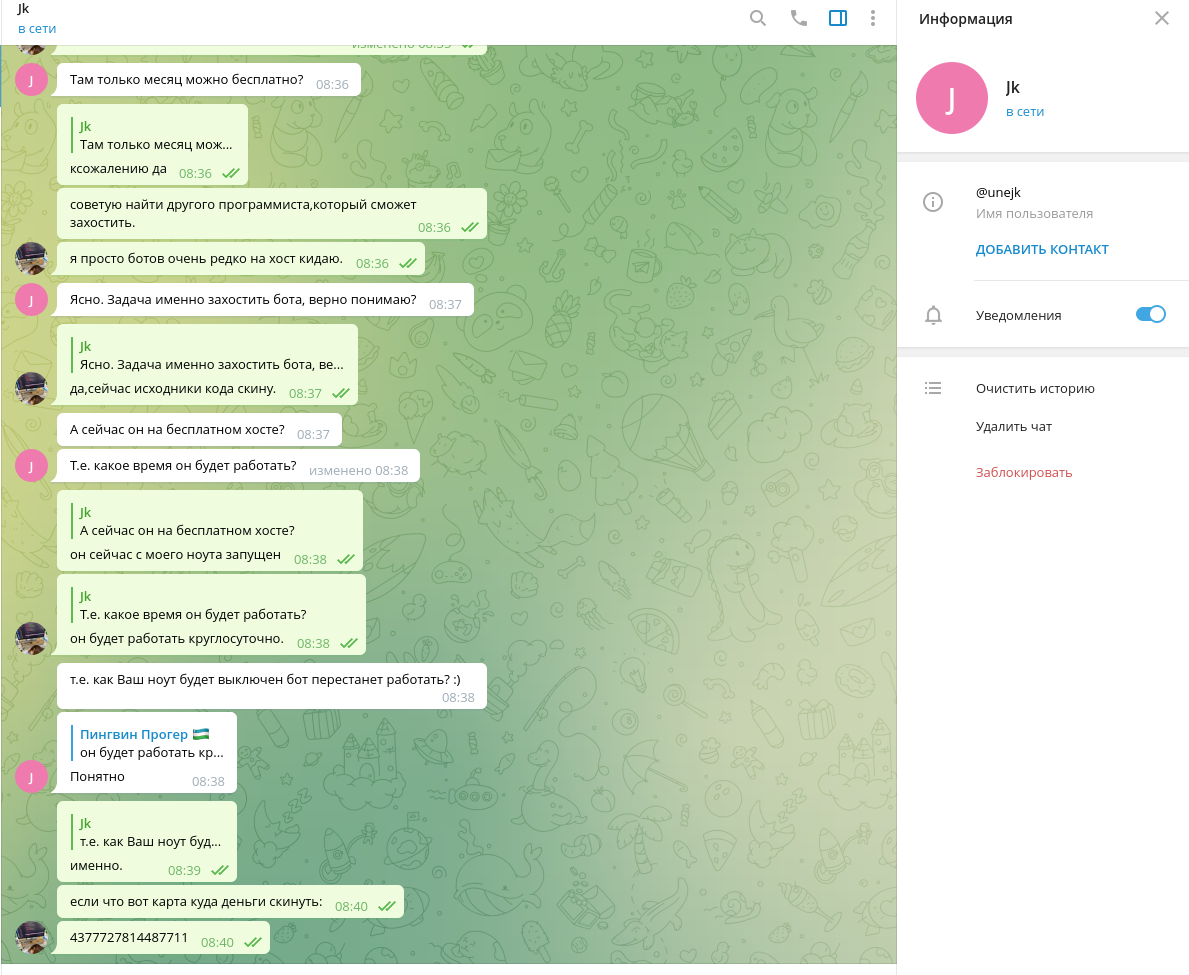 Jk
в сети
изменено 08:35
J
Там только месяц можно бесплатно? 08:36
Jk
Там только месяц мож...
ксожалению да 08:36
советую найти другого программиста,который сможет
захостить. 08:36
я просто ботов очень редко на хост кидаю. 08:36
J
Ясно. Задача именно захостить бота, верно понимаю? 08:37
Jk
Ясно. Задача именно захостить бота, ве...
да,сейчас исходники кода скину. 08:37
А сейчас он на бесплатном хосте? 08:37
J
Т.е. какое время он будет работать? изменено 08:38
Jk
А сейчас он на бесплатном хосте?
он сейчас с моего ноута запущен 08:38
Jk
Т.е. какое время он будет работать?
он будет работать круглосуточно. 08:38
т.е. как Ваш ноут будет выключен бот перестанет работать? :)
08:38
Пингвин Прогер 🇺🇿
он будет работать кр...
J
Понятно 08:38
Jk
т.е. как Ваш ноут буд...
именно. 08:39
если что вот карта куда деньги скинуть: 08:40
4377727814487711 08:40
Информация
J
Jk
в сети
@unejk
Имя пользователя
ДОБАВИТЬ КОНТАКТ
Уведомления
Очистить историю
Удалить чат
Заблокировать